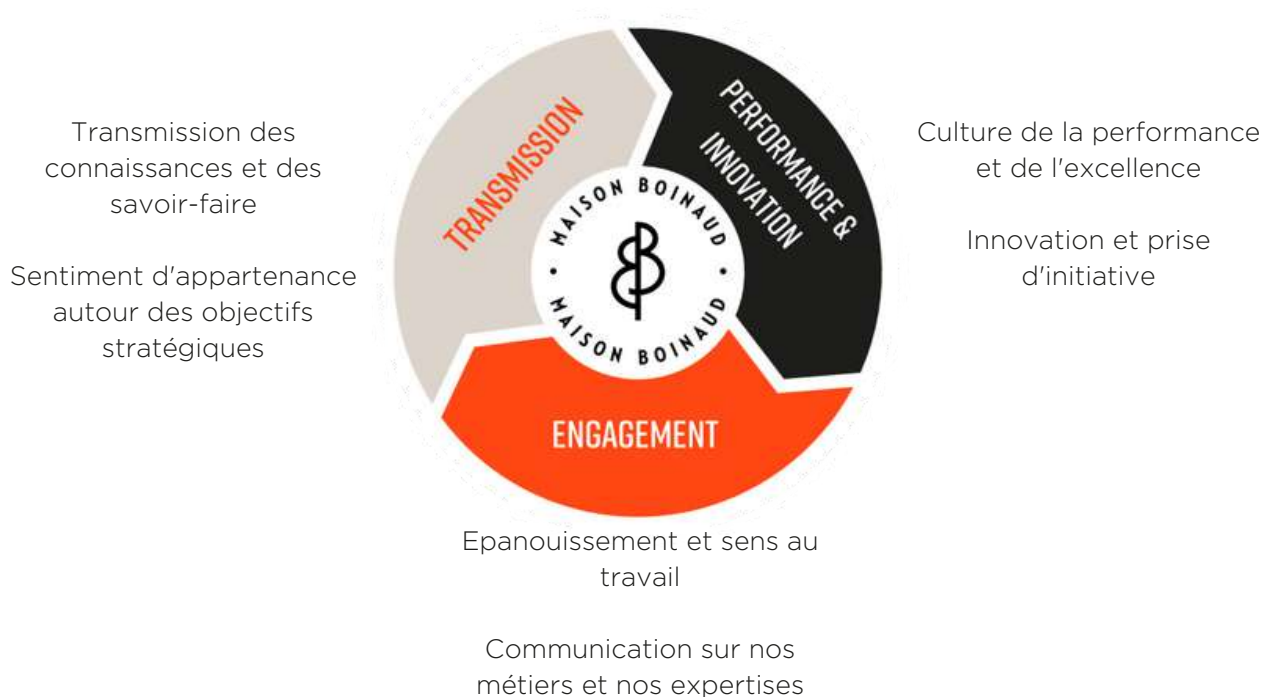 Transmission des
connaissances et des
savoir-faire
Sentiment d'appartenance
autour des objectifs
stratégiques
TRANSMISSION
PERFORMANCE &
INNOVATION
MAISON BOINAUD
MAISON BOINAUD
ENGAGEMENT
Culture de la performance
et de l'excellence
Innovation et prise
d'initiative
Epanouissement et sens au
travail
Communication sur nos
métiers et nos expertises